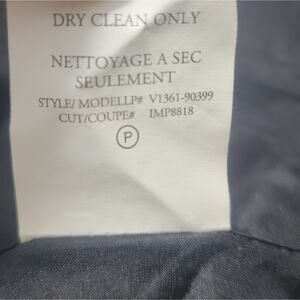 DRY CLEAN ONLY
NETTOYAGE A SEC
SEULEMENT
STYLE/ MODELLP# V1361-90399
CUT/COUPE# IMP8818
P